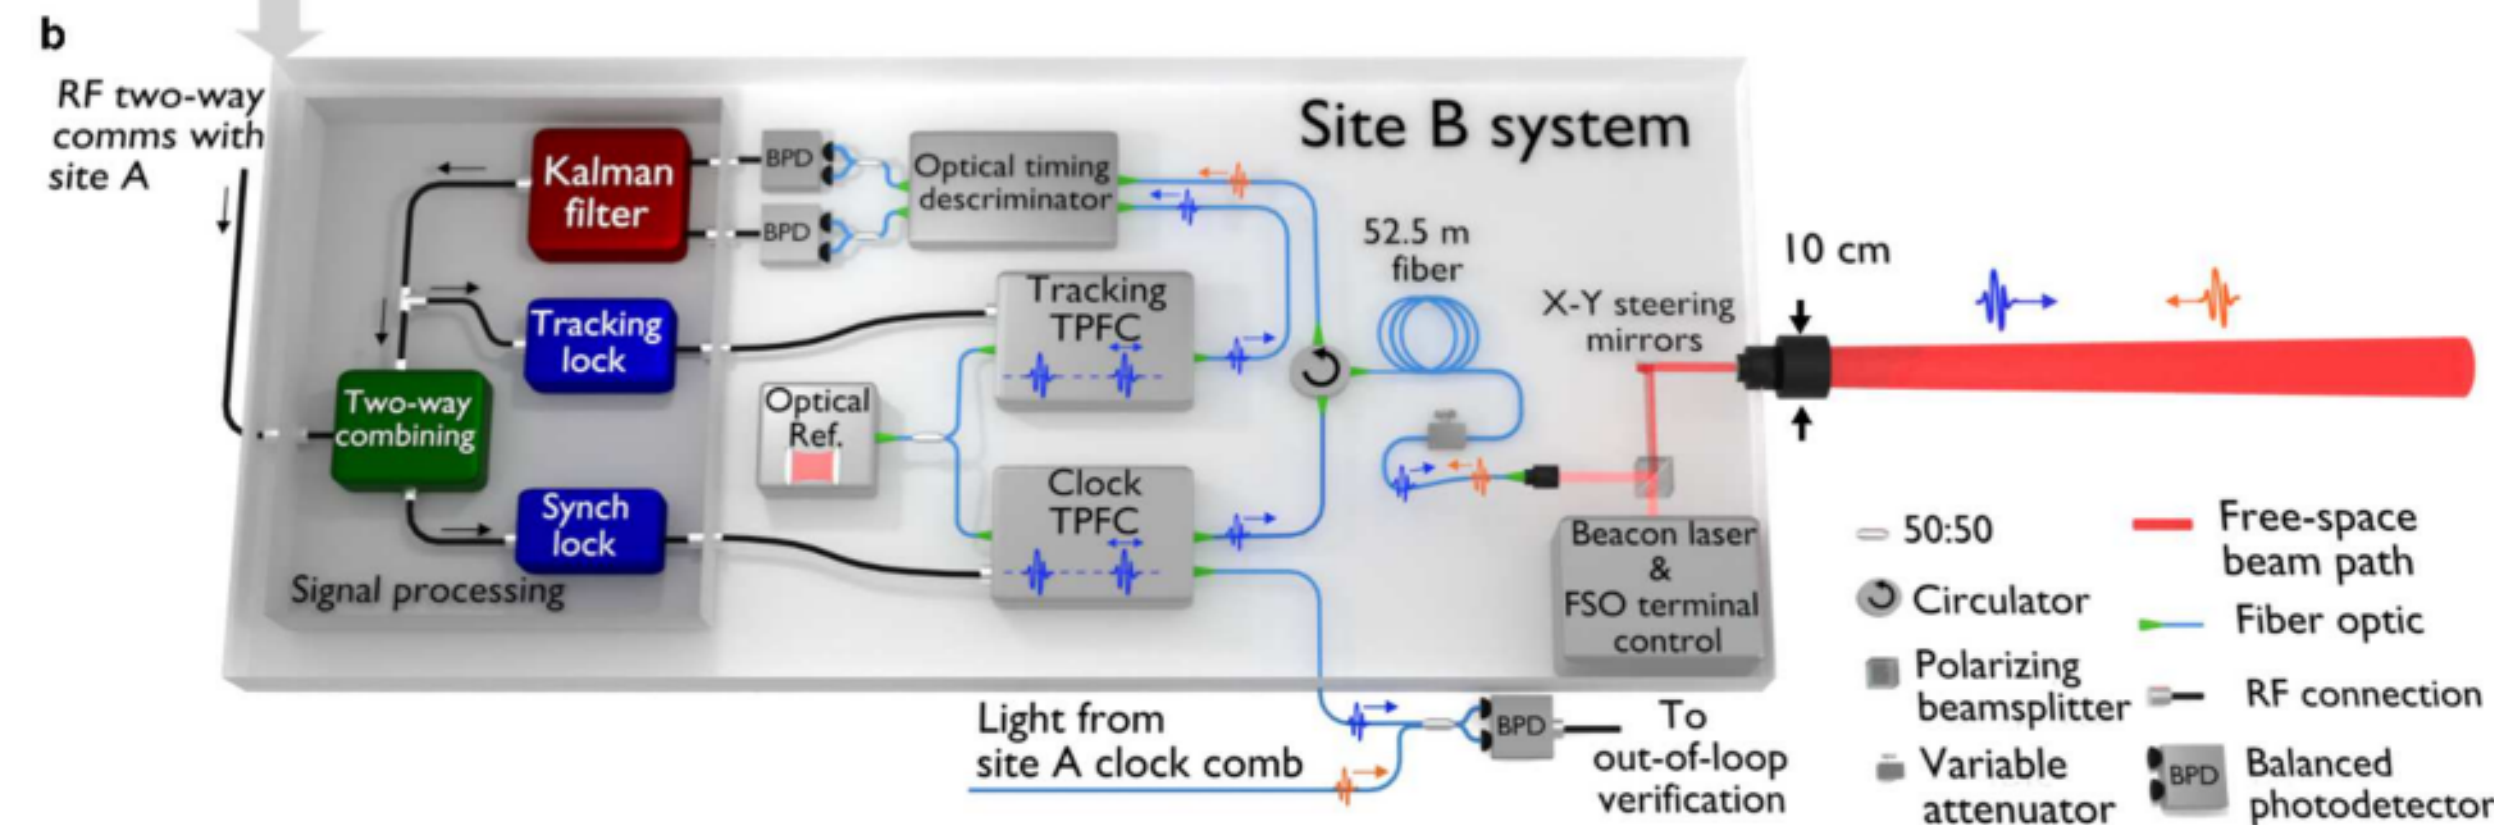 b
RF two-way
comms with
site A
Kalman
filter
BPD
BPD
Optical timing
descriminator
Site B system
Tracking
lock
Tracking
TPFC
52.5 m
fiber
X-Y steering
mirrors
10 cm
Two-way
combining
Optical
Ref.
Synch
lock
Clock
TPFC
Signal processing
Beacon laser
&
FSO terminal
control
Light from
site A clock comb
BPD
To
out-of-loop
verification
50:50
Circulator
Polarizing
beamsplitter
Variable
attenuator
Free-space
beam path
Fiber optic
RF connection
BPD
Balanced
photodetector